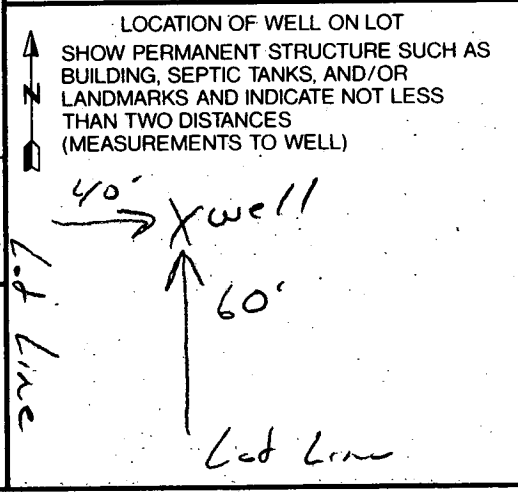 LOCATION OF WELL ON LOT
SHOW PERMANENT STRUCTURE SUCH AS
BUILDING, SEPTIC TANKS, AND/OR
LANDMARKS AND INDICATE NOT LESS
THAN TWO DISTANCES
(MEASUREMENTS TO WELL)
N
40'
X well
60'
Lot Line
Lot Line